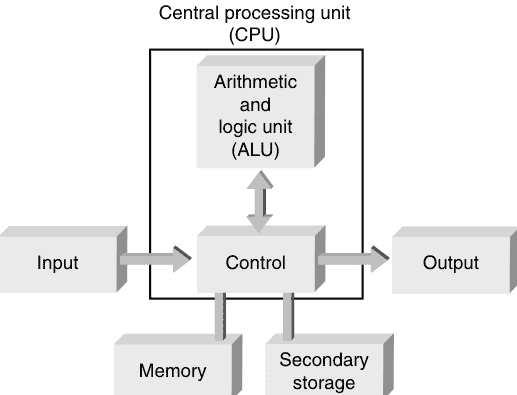 Central processing unit
(CPU)
Arithmetic
and
logic unit
(ALU)
Input
Control
Output
Memory
Secondary
storage